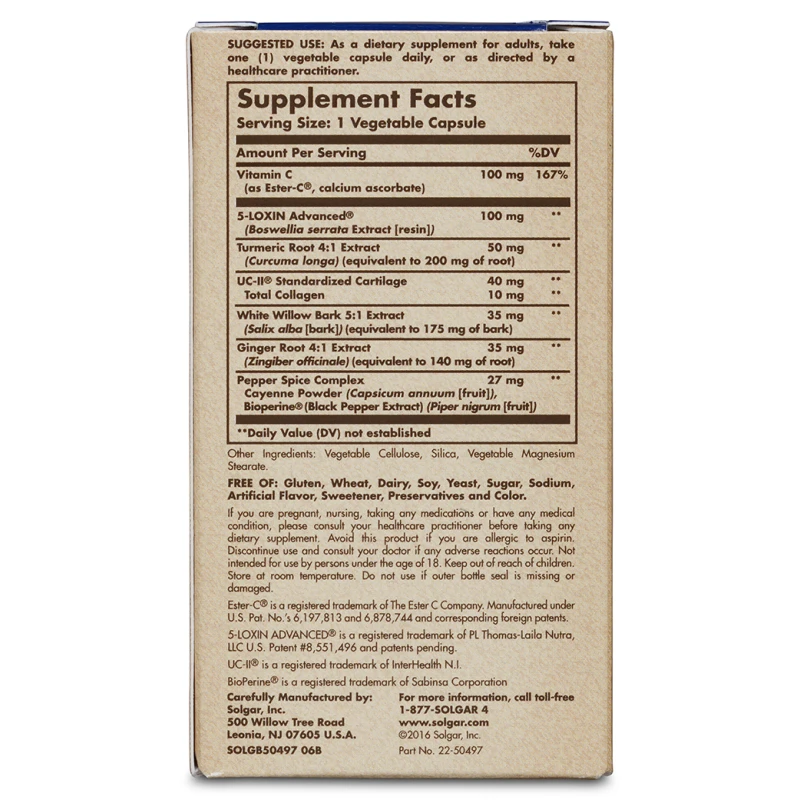 SUGGESTED USE: As a dietary supplement for adults, take
one (1) vegetable capsule daily, or as directed by a
healthcare practitioner.
Supplement Facts
Serving Size: 1 Vegetable Capsule
Amount Per Serving %DV
Vitamin C 100 mg 167%
(as Ester-C®, calcium ascorbate)
5-LOXIN Advanced® 100 mg **
(Boswellia serrata Extract [resin])
Turmeric Root 4:1 Extract 50 mg **
(Curcuma longa) (equivalent to 200 mg of root)
UC-II® Standardized Cartilage 40 mg **
Total Collagen 10 mg **
White Willow Bark 5:1 Extract 35 mg **
(Salix alba [bark]) (equivalent to 175 mg of bark)
Ginger Root 4:1 Extract 35 mg **
(Zingiber officinale) (equivalent to 140 mg of root)
Pepper Spice Complex 27 mg **
Cayenne Powder (Capsicum annuum [fruit]),
Bioperine® (Black Pepper Extract) (Piper nigrum [fruit])
**Daily Value (DV) not established
Other Ingredients: Vegetable Cellulose, Silica, Vegetable Magnesium
Stearate.
FREE OF: Gluten, Wheat, Dairy, Soy, Yeast, Sugar, Sodium,
Artificial Flavor, Sweetener, Preservatives and Color.
If you are pregnant, nursing, taking any medications or have any medical
condition, please consult your healthcare practitioner before taking any
dietary supplement. Avoid this product if you are allergic to aspirin.
Discontinue use and consult your doctor if any adverse reactions occur. Not
intended for use by persons under the age of 18. Keep out of reach of children.
Store at room temperature. Do not use if outer bottle seal is missing or
damaged.
Ester-C® is a registered trademark of The Ester C Company. Manufactured under
U.S. Pat. No.'s 6,197,813 and 6,878,744 and corresponding foreign patents.
5-LOXIN ADVANCED® is a registered trademark of PL Thomas-Laila Nutra,
LLC U.S. Patent #8,551,496 and patents pending.
UC-II® is a registered trademark of InterHealth N.I.
BioPerine® is a registered trademark of Sabinsa Corporation
Carefully Manufactured by:
Solgar, Inc.
500 Willow Tree Road
Leonia, NJ 07605 U.S.A.
SOLGB50497 06B
For more information, call toll-free
1-877-SOLGAR 4
www.solgar.com
©2016 Solgar, Inc.
Part No. 22-50497